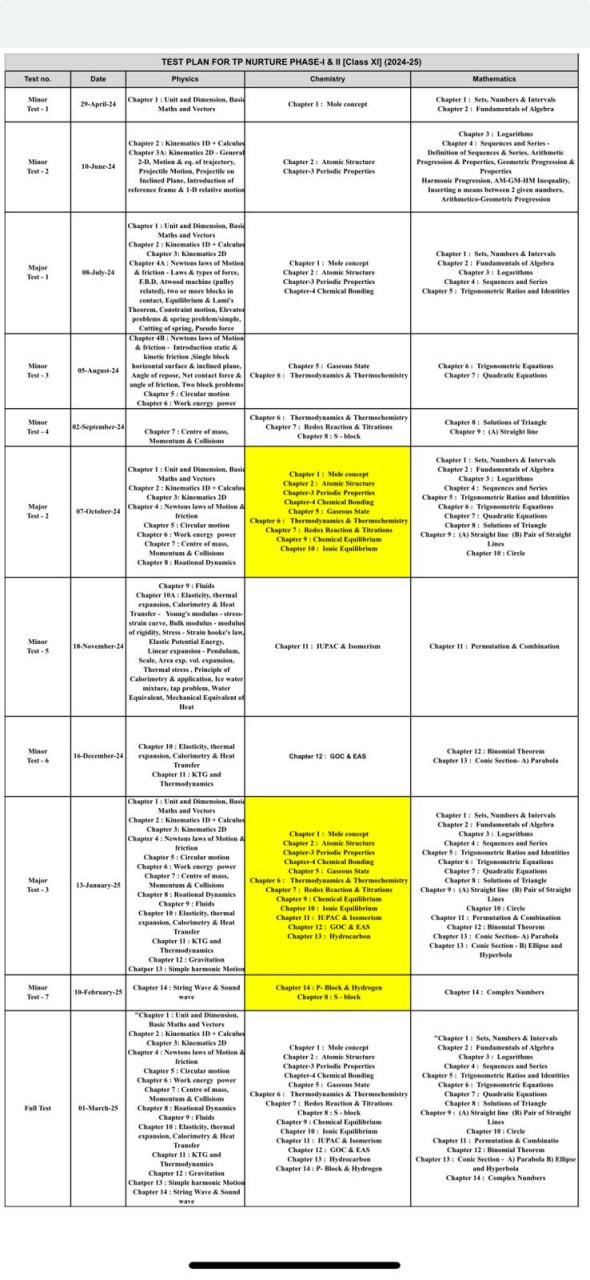 TEST PLAN FOR TP NURTURE PHASE-I & II [Class XI] (2024-25)
Test no.
Date
Physics
Chemistry
Mathematics
Minor
Test - 1
29-April-24
Chapter 1 : Unit and Dimension, Basic
Maths and Vectors
Chapter 1 : Mole concept
Chapter 1 : Sets, Numbers & Intervals
Chapter 2 : Fundamentals of Algebra
Minor
Test - 2
10-June-24
Chapter 2 : Kinematics 1D + Calculus
Chapter 3A: Kinematics 2D - General
2-D, Motion & eq. of trajectory,
Projectile Motion, Projectile on
Inclined Plane, Introduction of
reference frame & 1-D relative motion
Chapter 2 : Atomic Structure
Chapter-3 Periodic Properties
Chapter 3 : Logarithms
Chapter 4 : Sequences and Series -
Definition of Sequences & Series, Arithmetic
Progression & Properties, Geometric Progression &
Properties
Harmonic Progression, AM-GM-HM Inequality,
Inserting n means between 2 given numbers,
Arithmetico-Geometric Progression
Major
Test - 1
08-July-24
Chapter 1 : Unit and Dimension, Basic
Maths and Vectors
Chapter 2 : Kinematics 1D + Calculus
Chapter 3: Kinematics 2D
Chapter 4A : Newtons laws of Motion
& friction - Laws & types of force,
F.B.D, Atwood machine (pulley
related), two or more blocks in
contact, Equilibrium & Lami's
Theorem, Constraint motion, Elevator
problems & spring problem/simple,
Cutting of spring, Pseudo force
Chapter 1 : Mole concept
Chapter 2 : Atomic Structure
Chapter-3 Periodic Properties
Chapter-4 Chemical Bonding
Chapter 1 : Sets, Numbers & Intervals
Chapter 2 : Fundamentals of Algebra
Chapter 3 : Logarithms
Chapter 4 : Sequences and Series
Chapter 5 : Trigonometric Ratios and Identities
Minor
Test - 3
05-August-24
Chapter 4B : Newtons laws of Motion
& friction - Introduction static &
kinetic friction ,Single block
horizontal surface & inclined plane,
Angle of repose, Net contact force &
angle of friction, Two block problems
Chapter 5 : Circular motion
Chapter 6 : Work energy power
Chapter 5 : Gaseous State
Chapter 6 : Thermodynamics & Thermochemistry
Chapter 6 : Trigonometric Equations
Chapter 7 : Quadratic Equations
Minor
Test - 4
02-September-24
Chapter 7 : Centre of mass,
Momentum & Collisions
Chapter 6 : Thermodynamics & Thermochemistry
Chapter 7 : Redox Reaction & Titrations
Chapter 8 : S - block
Chapter 8 : Solutions of Triangle
Chapter 9 : (A) Straight line
Major
Test - 2
07-October-24
Chapter 1 : Unit and Dimension, Basic
Maths and Vectors
Chapter 2 : Kinematics 1D + Calculus
Chapter 3: Kinematics 2D
Chapter 4 : Newtons laws of Motion &
friction
Chapter 5 : Circular motion
Chapter 6 : Work energy power
Chapter 7 : Centre of mass,
Momentum & Collisions
Chapter 8 : Roational Dynamics
Chapter 1 : Mole concept
Chapter 2 : Atomic Structure
Chapter-3 Periodic Properties
Chapter-4 Chemical Bonding
Chapter 5 : Gaseous State
Chapter 6 : Thermodynamics & Thermochemistry
Chapter 7 : Redox Reaction & Titrations
Chapter 9 : Chemical Equilibrium
Chapter 10 : Ionic Equilibrium
Chapter 1 : Sets, Numbers & Intervals
Chapter 2 : Fundamentals of Algebra
Chapter 3 : Logarithms
Chapter 4 : Sequences and Series
Chapter 5 : Trigonometric Ratios and Identities
Chapter 6 : Trigonometric Equations
Chapter 7 : Quadratic Equations
Chapter 8 : Solutions of Triangle
Chapter 9 : (A) Straight line (B) Pair of Straight
Lines
Chapter 10 : Circle
Minor
Test - 5
18-November-24
Chapter 9 : Fluids
Chapter 10A : Elasticity, thermal
expansion, Calorimetry & Heat
Transfer - Young's modulus - stress-
strain curve, Bulk modulus - modulus
of rigidity, Stress - Strain hooke's law,
Elastic Potential Energy,
Linear expansion - Pendulum,
Scale, Area exp. vol. expansion,
Thermal stress , Principle of
Calorimetry & application, Ice water
mixture, tap problem, Water
Equivalent, Mechanical Equivalent of
Heat
Chapter 11 : IUPAC & Isomerism
Chapter 11 : Permutation & Combination
Minor
Test - 6
16-December-24
Chapter 10 : Elasticity, thermal
expansion, Calorimetry & Heat
Transfer
Chapter 11 : KTG and
Thermodynamics
Chapter 12 : GOC & EAS
Chapter 12 : Binomial Theorem
Chapter 13 : Conic Section- A) Parabola
Major
Test - 3
13-January-25
Chapter 1 : Unit and Dimension, Basic
Maths and Vectors
Chapter 2 : Kinematics 1D + Calculus
Chapter 3: Kinematics 2D
Chapter 4 : Newtons laws of Motion &
friction
Chapter 5 : Circular motion
Chapter 6 : Work energy power
Chapter 7 : Centre of mass,
Momentum & Collisions
Chapter 8 : Roational Dynamics
Chapter 9 : Fluids
Chapter 10 : Elasticity, thermal
expansion, Calorimetry & Heat
Transfer
Chapter 11 : KTG and
Thermodynamics
Chapter 12 : Gravitation
Chatper 13 : Simple harmonic Motion
Chapter 1 : Mole concept
Chapter 2 : Atomic Structure
Chapter-3 Periodic Properties
Chapter-4 Chemical Bonding
Chapter 5 : Gaseous State
Chapter 6 : Thermodynamics & Thermochemistry
Chapter 7 : Redox Reaction & Titrations
Chapter 9 : Chemical Equilibrium
Chapter 10 : Ionic Equilibrium
Chapter 11 : IUPAC & Isomerism
Chapter 12 : GOC & EAS
Chapter 13 : Hydrocarbon
Chapter 1 : Sets, Numbers & Intervals
Chapter 2 : Fundamentals of Algebra
Chapter 3 : Logarithms
Chapter 4 : Sequences and Series
Chapter 5 : Trigonometric Ratios and Identities
Chapter 6 : Trigonometric Equations
Chapter 7 : Quadratic Equations
Chapter 8 : Solutions of Triangle
Chapter 9 : (A) Straight line (B) Pair of Straight
Lines
Chapter 10 : Circle
Chapter 11 : Permutation & Combination
Chapter 12 : Binomial Theorem
Chapter 13 : Conic Section- A) Parabola
Chapter 13 : Conic Section - B) Ellipse and
Hyperbola
Minor
Test - 7
10-February-25
Chapter 14 : String Wave & Sound
wave
Chapter 14 : P- Block & Hydrogen
Chapter 8 : S - block
Chapter 14 : Complex Numbers
Full Test
01-March-25
"Chapter 1 : Unit and Dimension,
Basic Maths and Vectors
Chapter 2 : Kinematics 1D + Calculus
Chapter 3: Kinematics 2D
Chapter 4 : Newtons laws of Motion &
friction
Chapter 5 : Circular motion
Chapter 6 : Work energy power
Chapter 7 : Centre of mass,
Momentum & Collisions
Chapter 8 : Roational Dynamics
Chapter 9 : Fluids
Chapter 10 : Elasticity, thermal
expansion, Calorimetry & Heat
Transfer
Chapter 11 : KTG and
Thermodynamics
Chapter 12 : Gravitation
Chatper 13 : Simple harmonic Motion
Chapter 14 : String Wave & Sound
wave
Chapter 1 : Mole concept
Chapter 2 : Atomic Structure
Chapter-3 Periodic Properties
Chapter-4 Chemical Bonding
Chapter 5 : Gaseous State
Chapter 6 : Thermodynamics & Thermochemistry
Chapter 7 : Redox Reaction & Titrations
Chapter 8 : S - block
Chapter 9 : Chemical Equilibrium
Chapter 10 : Ionic Equilibrium
Chapter 11 : IUPAC & Isomerism
Chapter 12 : GOC & EAS
Chapter 13 : Hydrocarbon
Chapter 14 : P- Block & Hydrogen
"Chapter 1 : Sets, Numbers & Intervals
Chapter 2 : Fundamentals of Algebra
Chapter 3 : Logarithms
Chapter 4 : Sequences and Series
Chapter 5 : Trigonometric Ratios and Identities
Chapter 6 : Trigonometric Equations
Chapter 7 : Quadratic Equations
Chapter 8 : Solutions of Triangle
Chapter 9 : (A) Straight line (B) Pair of Straight
Lines
Chapter 10 : Circle
Chapter 11 : Permutation & Combinatio
Chapter 12 : Binomial Theorem
Chapter 13 : Conic Section - A) Parabola B) Ellipse
and Hyperbola
Chapter 14 : Complex Numbers